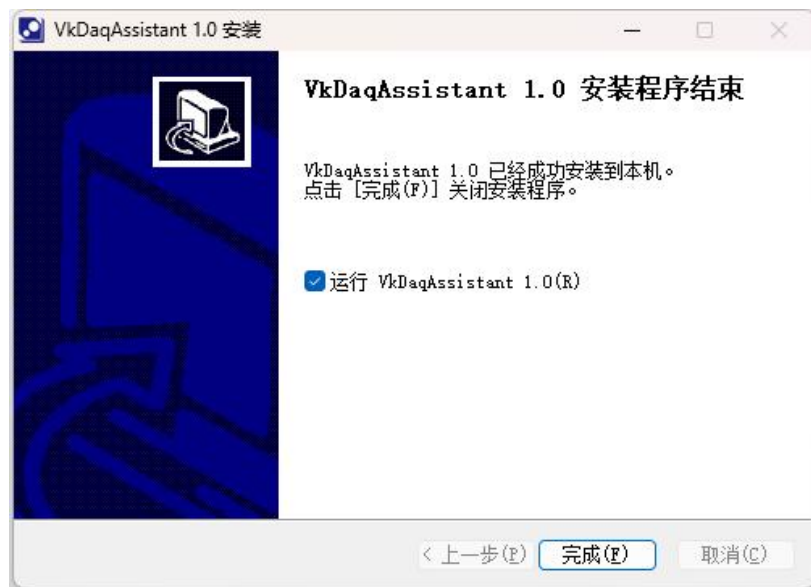 VkDaqAssistant 1.0 安装
VkDaqAssistant 1.0 安装程序结束
VkDaqAssistant 1.0 已经成功安装到本机。
点击 [完成(F)] 关闭安装程序。
运行 VkDaqAssistant 1.0(R)
< 上一步(P) 完成(F) 取消(C)